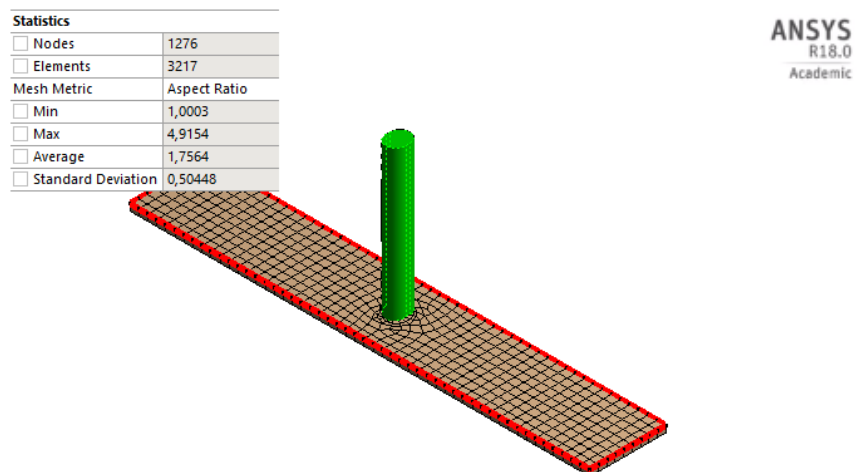 Statistics
Nodes 1276
Elements 3217
Mesh Metric Aspect Ratio
Min 1,0003
Max 4,9154
Average 1,7564
Standard Deviation 0,50448
ANSYS
R18.0
Academic